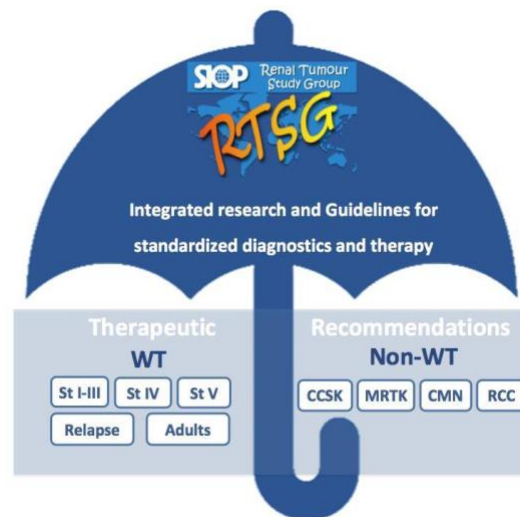 SIOP Renal Tumour
Study Group
RTSG
Integrated research and Guidelines for
standardized diagnostics and therapy
Therapeutic
WT
St I-III St IV St V
Relapse Adults
Recommendations
Non-WT
CCSK MRTK CMN RCC